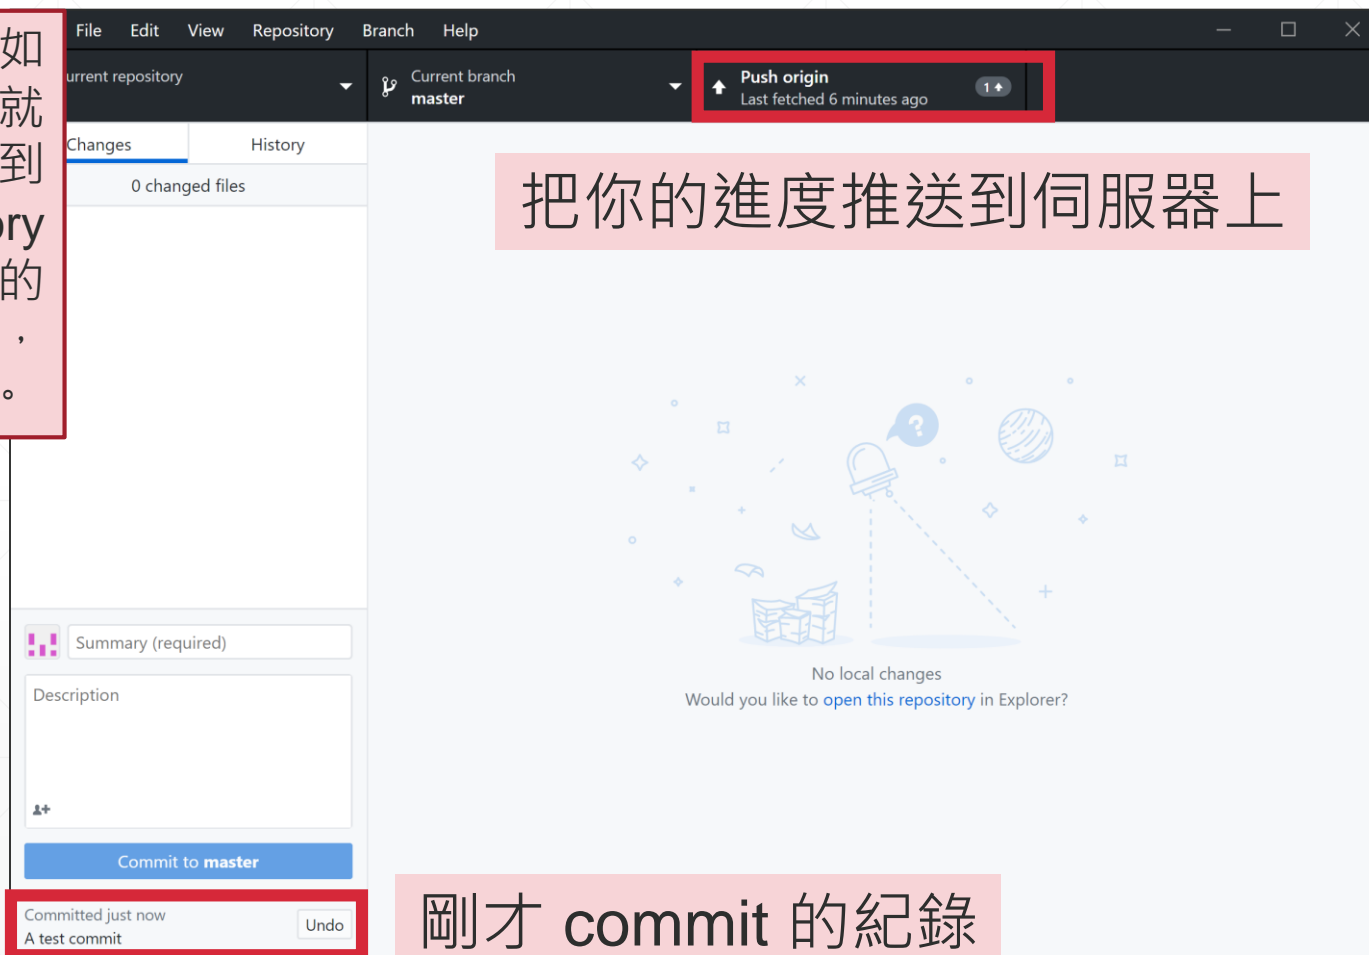 如
就
到
ory
的
，
。
File Edit View Repository Branch Help
urrent repository
Current branch
master
Push origin
Last fetched 6 minutes ago
1
Changes
History
0 changed files
把你的進度推送到伺服器上
?
No local changes
Would you like to open this repository in Explorer?
Summary (required)
Description
Commit to master
Committed just now
A test commit
Undo
剛才 commit 的紀錄